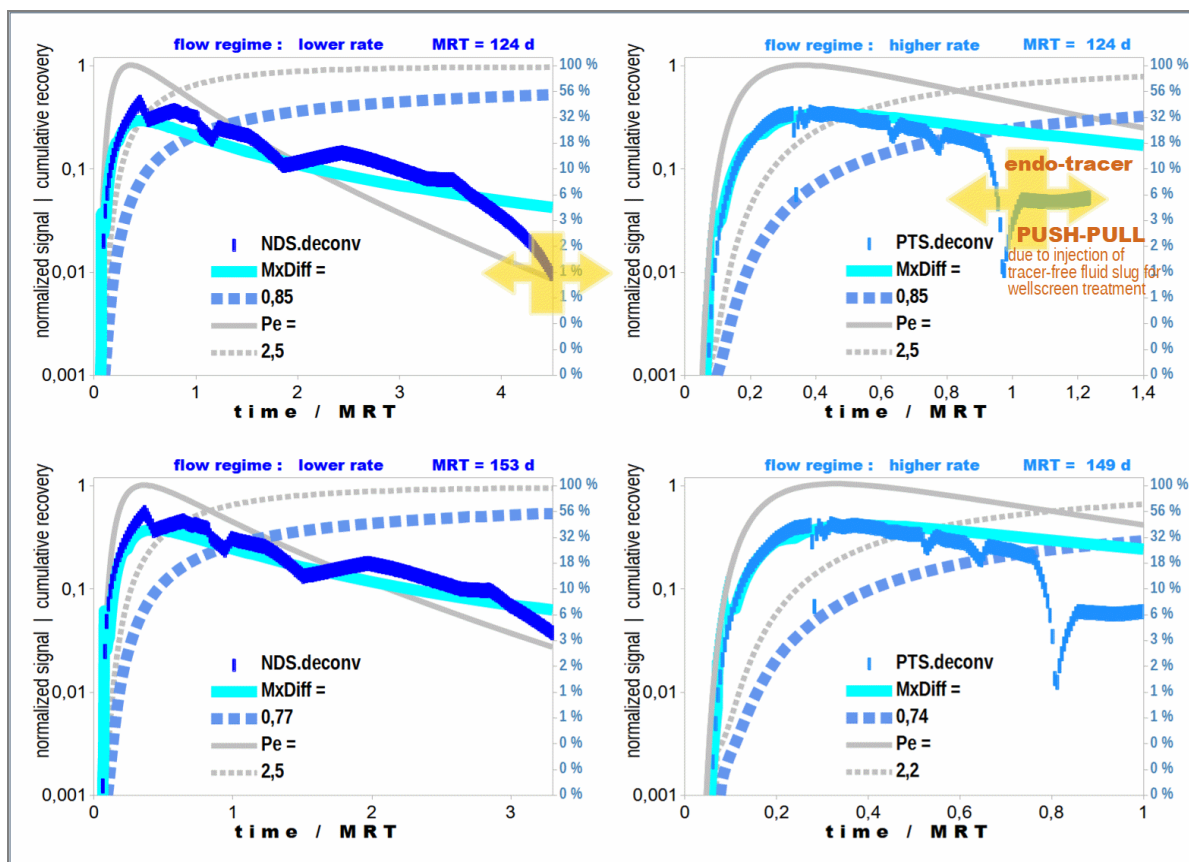 flow regime : lower rate MRT = 124 d
normalized signal | cumulative recovery
1
0,1
0,01
0,001
100 %
56 %
32 %
18 %
10 %
6 %
3 %
2 %
1 %
1 %
0 %
0 %
0 %
NDS.deconv
MxDiff =
0,85
Pe =
2,5
0 1 2 3 4
time / MRT
flow regime : higher rate MRT = 124 d
normalized signal | cumulative recovery
1
0,1
0,01
0,001
100 %
56 %
32 %
18 %
10 %
6 %
3 %
2 %
1 %
1 %
0 %
0 %
0 %
endo-tracer
PUSH-PULL
due to injection of
tracer-free fluid slug for
wellscreen treatment
PTS.deconv
MxDiff =
0,85
Pe =
2,5
0 0,2 0,4 0,6 0,8 1 1,2 1,4
time / MRT
flow regime : lower rate MRT = 153 d
normalized signal | cumulative recovery
1
0,1
0,01
0,001
100 %
56 %
32 %
18 %
10 %
6 %
3 %
2 %
1 %
1 %
0 %
0 %
0 %
NDS.deconv
MxDiff =
0,77
Pe =
2,5
0 1 2 3
time / MRT
flow regime : higher rate MRT = 149 d
normalized signal | cumulative recovery
1
0,1
0,01
0,001
100 %
56 %
32 %
18 %
10 %
6 %
3 %
2 %
1 %
1 %
0 %
0 %
0 %
PTS.deconv
MxDiff =
0,74
Pe =
2,2
0 0,2 0,4 0,6 0,8 1
time / MRT